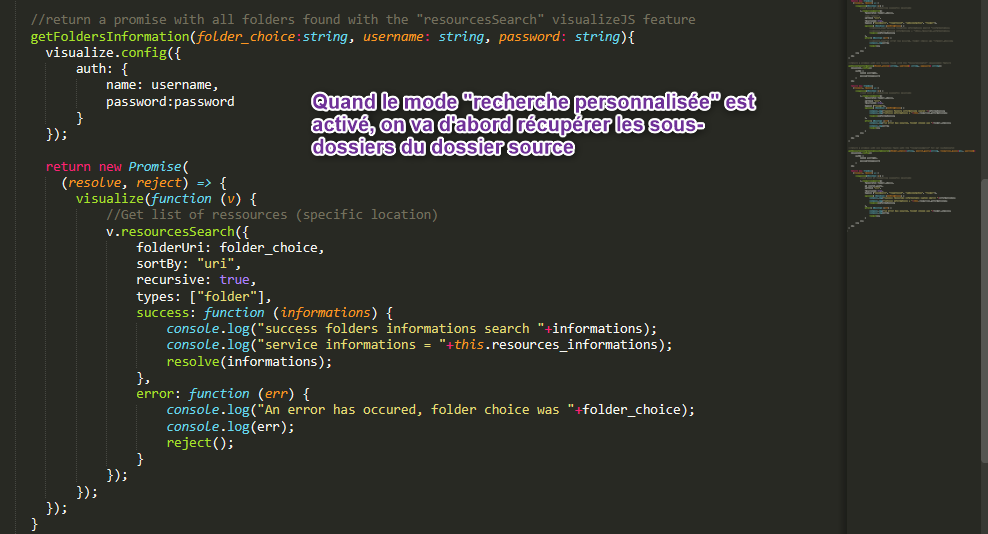 //return a promise with all folders found with the "resourcesSearch" visualizeJS feature
getFoldersInformation(folder_choice:string, username: string, password: string){
visualize.config({
auth: {
name: username,
password:password
}
});
Quand le mode "recherche personnalisée" est
activé, on va d'abord récupérer les sous-
dossiers du dossier source
return new Promise(
(resolve, reject) => {
visualize(function (v) {
//Get list of ressources (specific location)
v.resourcesSearch({
folderUri: folder_choice,
sortBy: "uri",
recursive: true,
types: ["folder"],
success: function (informations) {
console.log("success folders informations search "+informations);
console.log("service informations = "+this.resources_informations);
resolve(informations);
},
error: function (err) {
console.log("An error has occured, folder choice was "+folder_choice);
console.log(err);
reject();
}
});
});
});
}